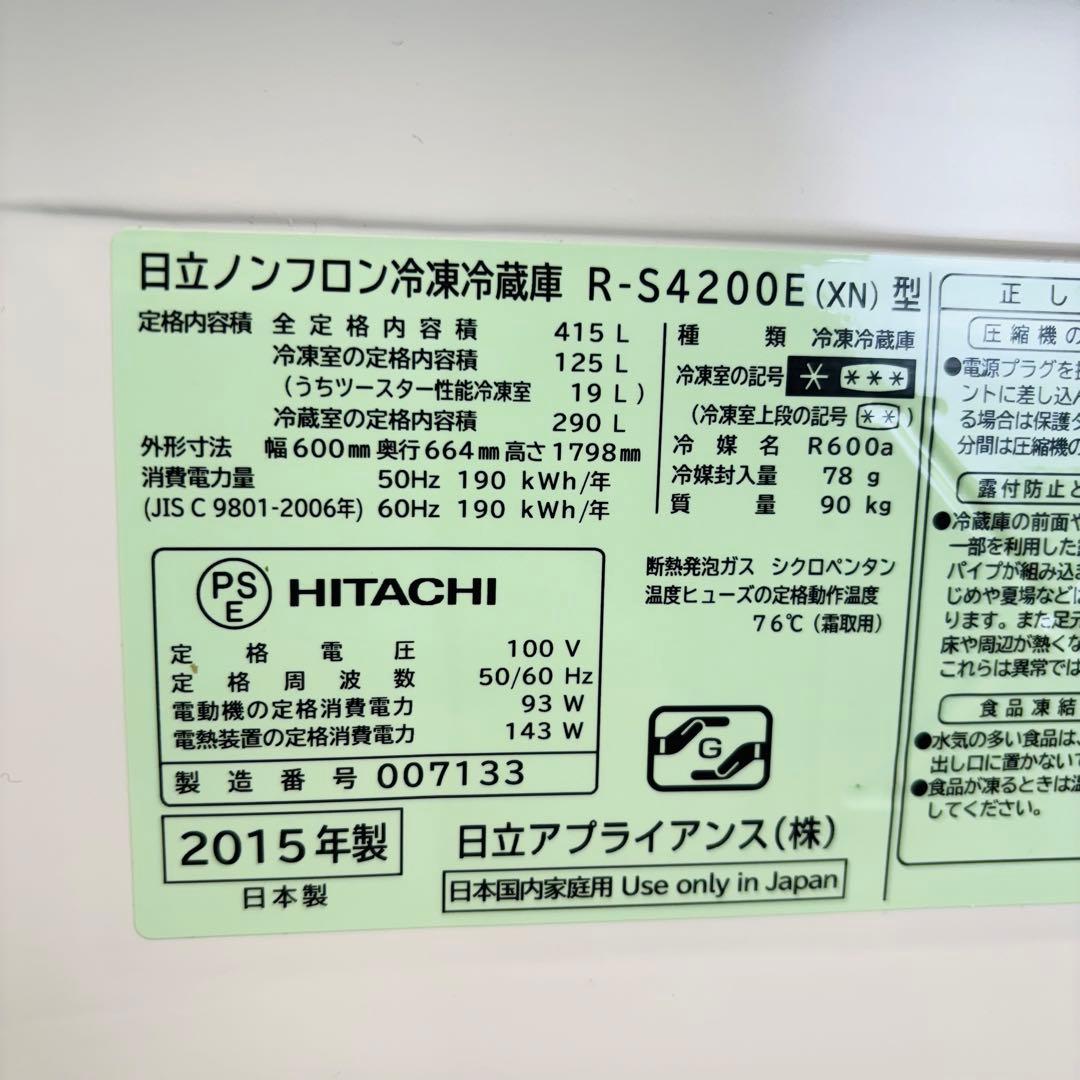 日立ノンフロン冷凍冷蔵庫 R-S4200E(XN)型
定格内容積 全定格内容積 415 L
冷凍室の定格内容積 125 L
(うちツースター性能冷凍室 19 L)
冷蔵室の定格内容積 290 L
外形寸法 幅600mm奥行664mm高さ1798mm
消費電力量 50Hz 190 kWh/年
(JIS C 9801-2006年) 60Hz 190 kWh/年
種類 冷凍冷蔵庫
冷凍室の記号 * ***
(冷凍室上段の記号 **)
冷媒名 R600a
冷媒封入量 78 g
質量 90 kg
断熱発泡ガス シクロペンタン
温度ヒューズの定格動作温度
76℃(霜取用)
PS
E
HITACHI
定格電圧 100 V
定格周波数 50/60 Hz
電動機の定格消費電力 93 W
電熱装置の定格消費電力 143 W
製造番号 007133
G
2015年製
日本製
日立アプライアンス(株)
日本国内家庭用 Use only in Japan
正し
圧縮機の
●電源プラグを
ントに差し込ん
る場合は保護
分間は圧縮機の
露付防止と
●冷蔵庫の前面や
一部を利用した
パイプが組み込ま
じめや夏場などは
ります。また足元
床や周辺が熱くな
これらは異常では
食品凍結
●水気の多い食品は、
出し口に置かないで
●食品が凍るときは温
してください。